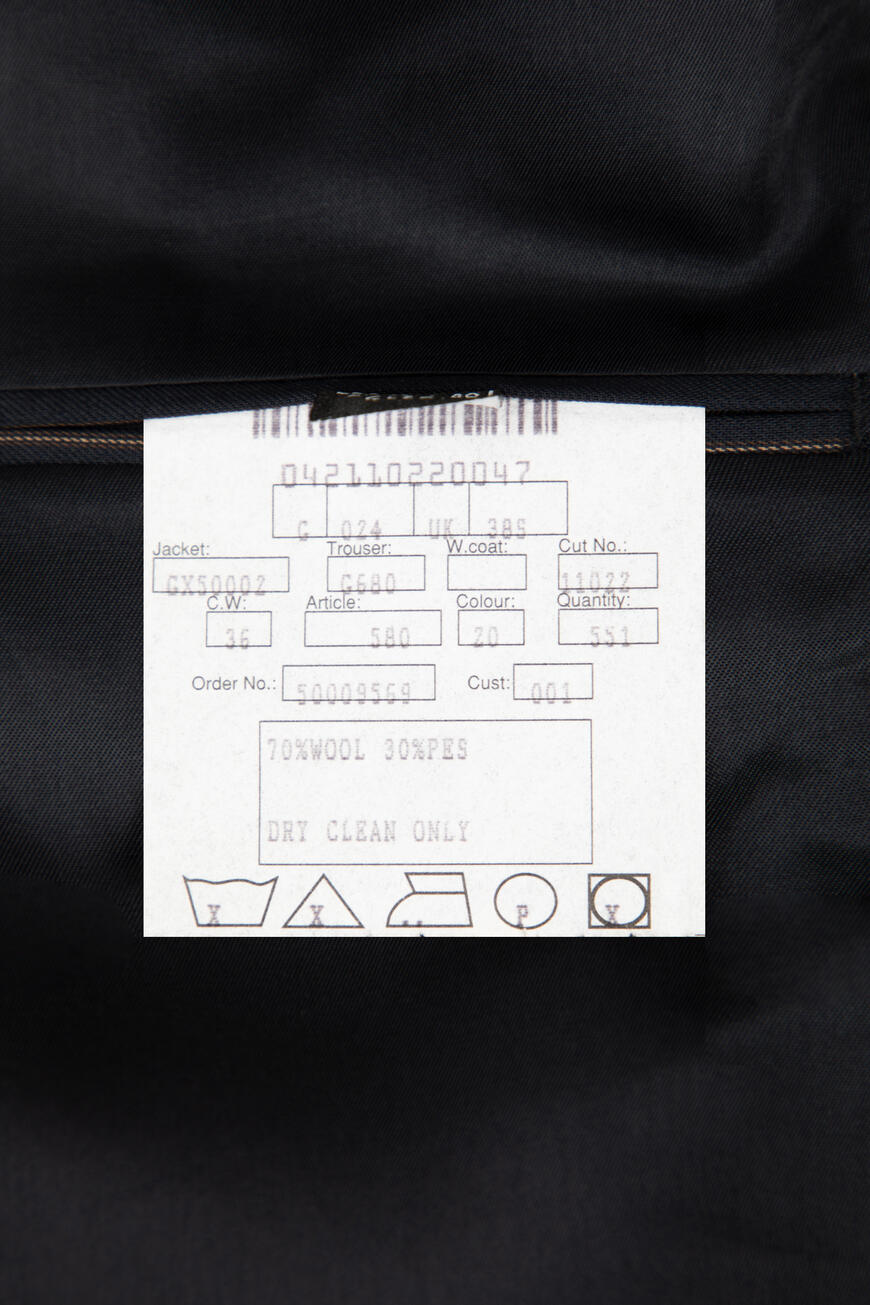 042110220047
G 024 UK 38S
Jacket: Trouser: W.coat: Cut No.:
GX50002 G680 11022
C.W: Article: Colour: Quantity:
36 580 20 551
Order No.: 50009569 Cust: 001
70%WOOL 30%PES
DRY CLEAN ONLY
X X .. P X